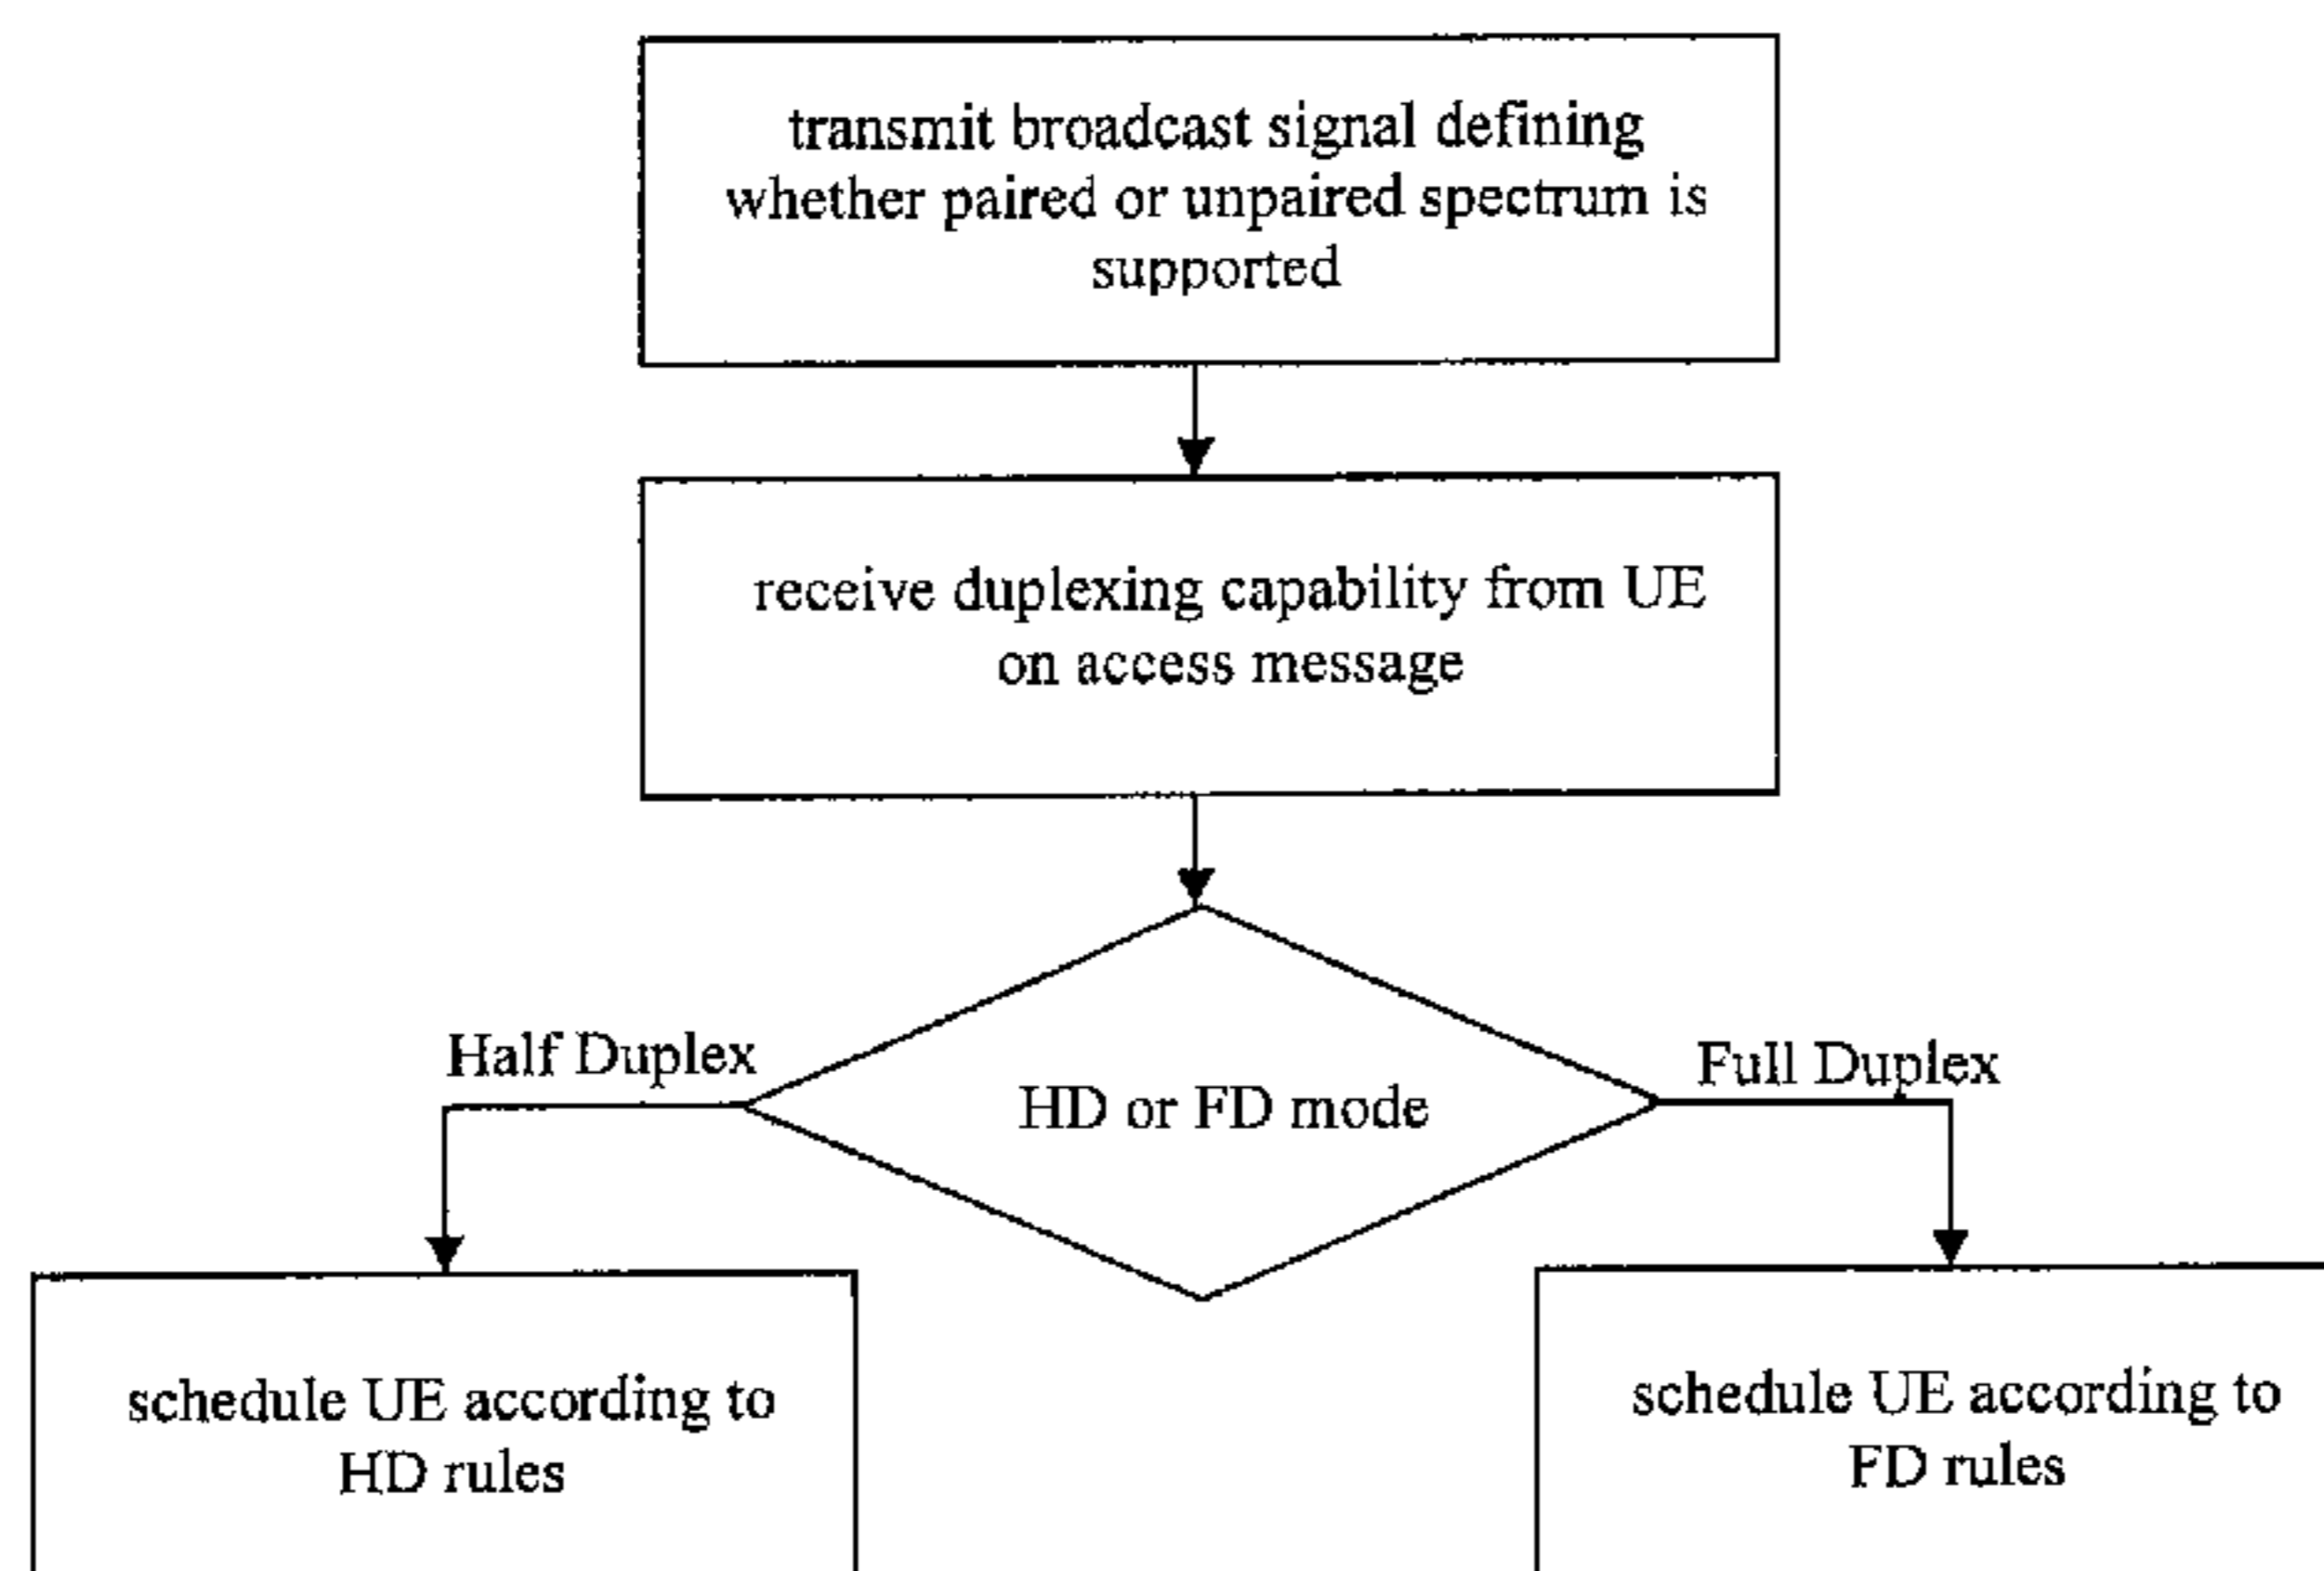 transmit broadcast signal defining
whether paired or unpaired spectrum is
supported
receive duplexing capability from UE
on access message
Half Duplex
Full Duplex
HD or FD mode
schedule UE according to
HD rules
schedule UE according to
FD rules